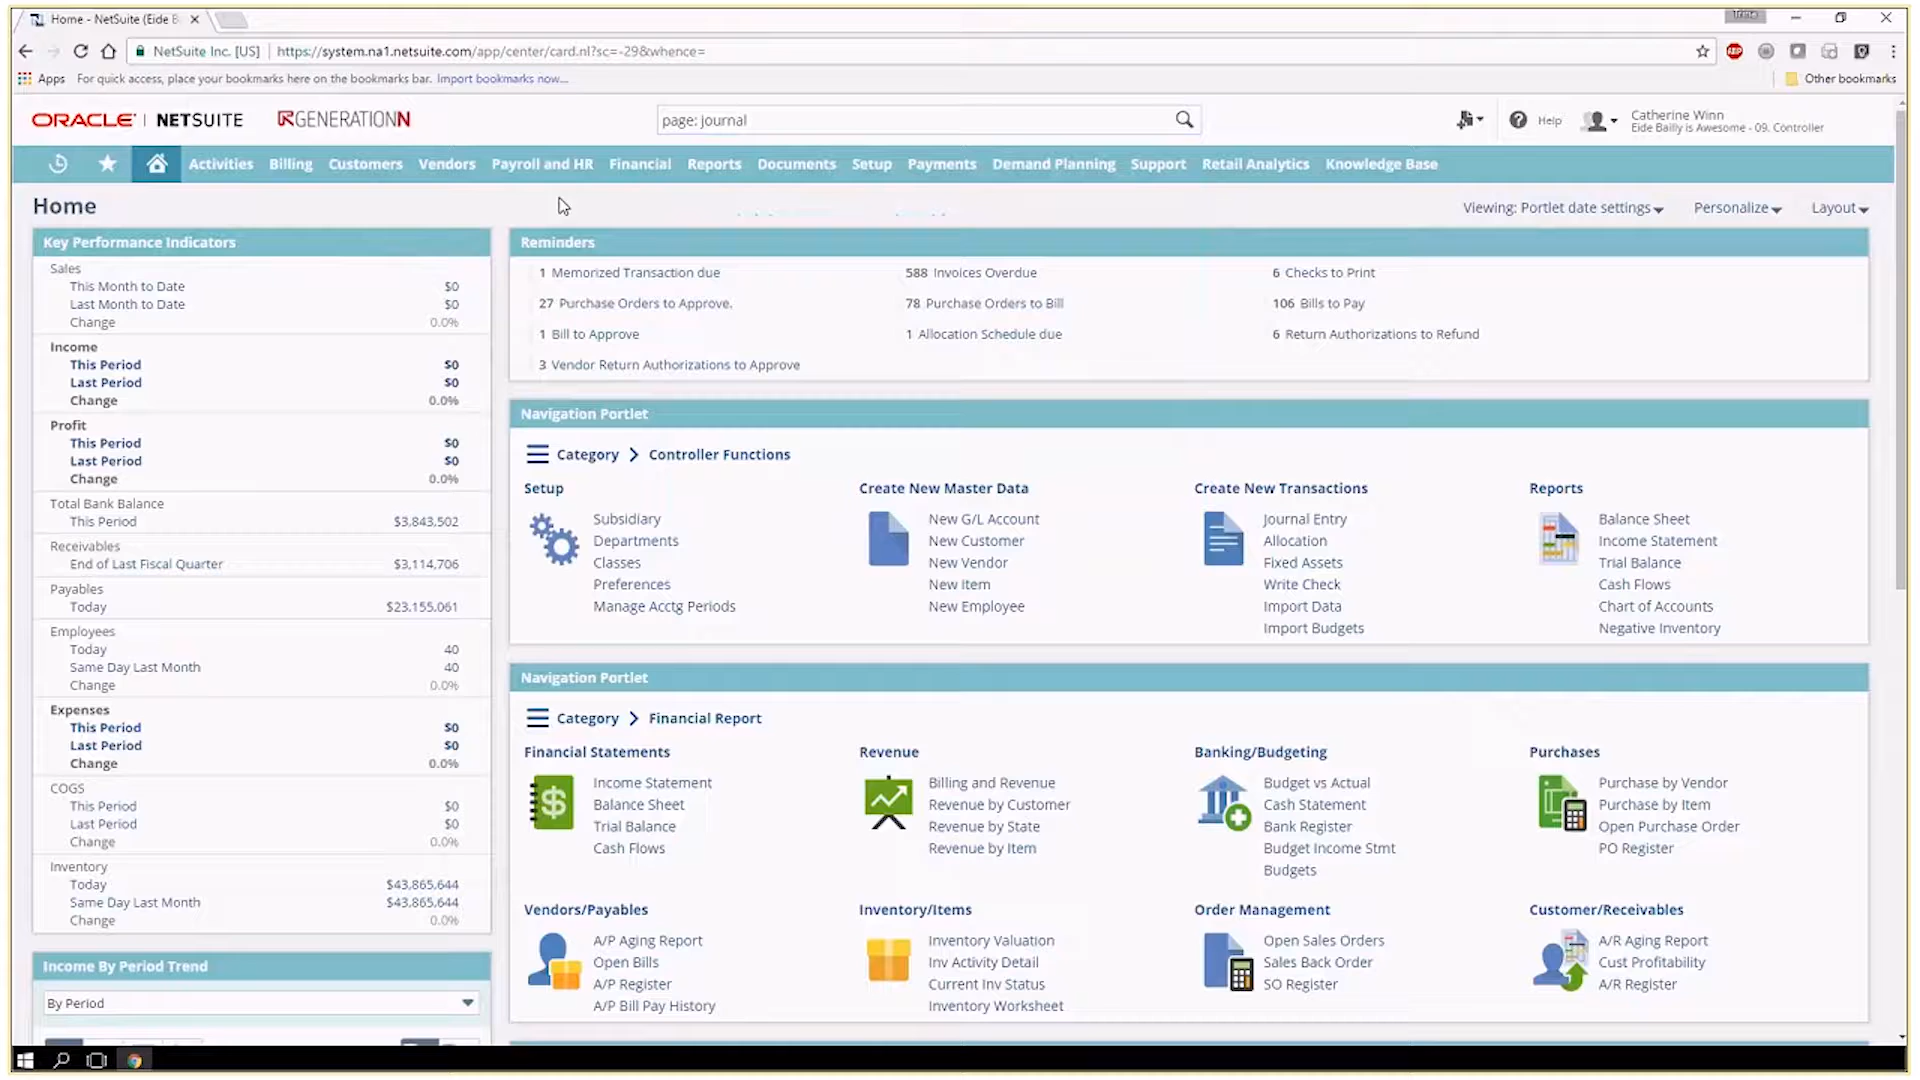 Home - NetSuite (Eide B
NetSuite Inc. [US] | https://system.na1.netsuite.com/app/center/card.nl?sc=-29&whence=
Apps For quick access, place your bookmarks here on the bookmarks bar. Import bookmarks now... Other bookmarks
ORACLE | NETSUITE GENERATIONN page: journal Help Catherine Winn
Eide Bailly is Awesome - 09. Controller
Activities Billing Customers Vendors Payroll and HR Financial Reports Documents Setup Payments Demand Planning Support Retail Analytics Knowledge Base
Home
Viewing: Portlet date settings Personalize Layout
Key Performance Indicators
Sales
This Month to Date $0
Last Month to Date $0
Change 0.0%
Income
This Period $0
Last Period $0
Change 0.0%
Profit
This Period $0
Last Period $0
Change 0.0%
Total Bank Balance
This Period $3,843,502
Receivables
End of Last Fiscal Quarter $3,114,706
Payables
Today $23,155,061
Employees
Today 40
Same Day Last Month 40
Change 0.0%
Expenses
This Period $0
Last Period $0
Change 0.0%
COGS
This Period $0
Last Period $0
Change 0.0%
Inventory
Today $43,865,644
Same Day Last Month $43,865,644
Change 0.0%
Income By Period Trend
By Period
Reminders
1 Memorized Transaction due 588 Invoices Overdue 6 Checks to Print
27 Purchase Orders to Approve. 78 Purchase Orders to Bill 106 Bills to Pay
1 Bill to Approve 1 Allocation Schedule due 6 Return Authorizations to Refund
3 Vendor Return Authorizations to Approve
Navigation Portlet
Category > Controller Functions
Setup
Subsidiary
Departments
Classes
Preferences
Manage Acctg Periods
Create New Master Data
New G/L Account
New Customer
New Vendor
New Item
New Employee
Create New Transactions
Journal Entry
Allocation
Fixed Assets
Write Check
Import Data
Import Budgets
Reports
Balance Sheet
Income Statement
Trial Balance
Cash Flows
Chart of Accounts
Negative Inventory
Navigation Portlet
Category > Financial Report
Financial Statements
Income Statement
Balance Sheet
Trial Balance
Cash Flows
Revenue
Billing and Revenue
Revenue by Customer
Revenue by State
Revenue by Item
Banking/Budgeting
Budget vs Actual
Cash Statement
Bank Register
Budget Income Stmt
Budgets
Purchases
Purchase by Vendor
Purchase by Item
Open Purchase Order
PO Register
Vendors/Payables
A/P Aging Report
Open Bills
A/P Register
A/P Bill Pay History
Inventory/Items
Inventory Valuation
Inv Activity Detail
Current Inv Status
Inventory Worksheet
Order Management
Open Sales Orders
Sales Back Order
SO Register
Customer/Receivables
A/R Aging Report
Cust Profitability
A/R Register